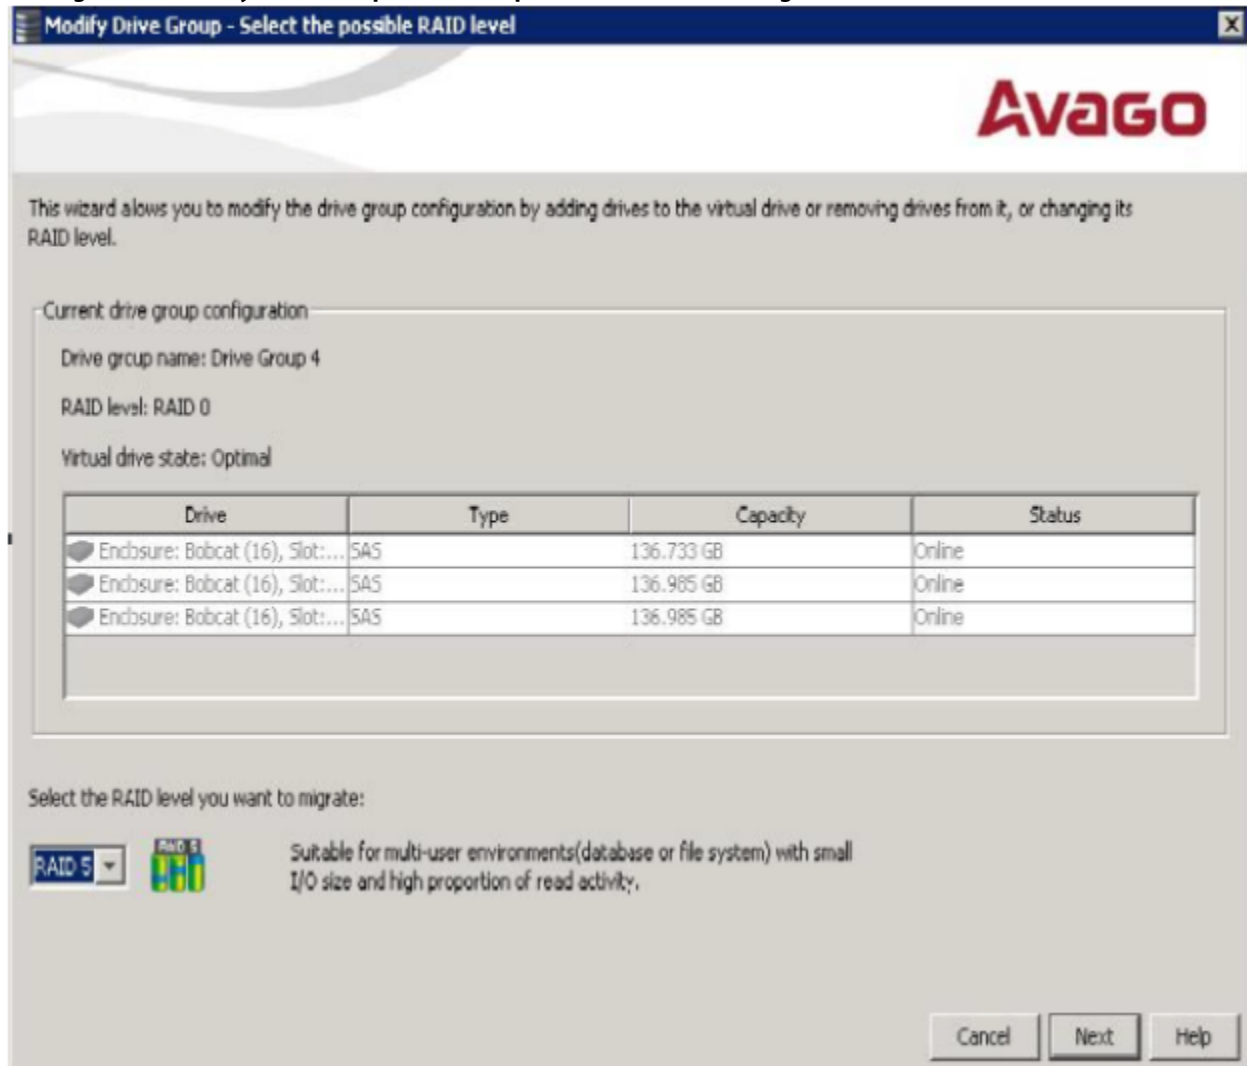 Modify Drive Group - Select the possible RAID level
AVAGO
This wizard alows you to modify the drive group configuration by adding drives to the virtual drive or removing drives from it, or changing its
RAID level.
Current drive group configuration
Drive group name: Drive Group 4
RAID level: RAID 0
Virtual drive state: Optimal
Drive Type Capacity Status
Enclosure: Bobcat (16), Slot:... SAS 136.733 GB Online
Enclosure: Bobcat (16), Slot:... SAS 136.985 GB Online
Enclosure: Bobcat (16), Slot:... SAS 136.985 GB Online
Select the RAID level you want to migrate:
RAID 5
RAID 5
Suitable for multi-user environments(database or file system) with small
I/O size and high proportion of read activity.
Cancel Next Help